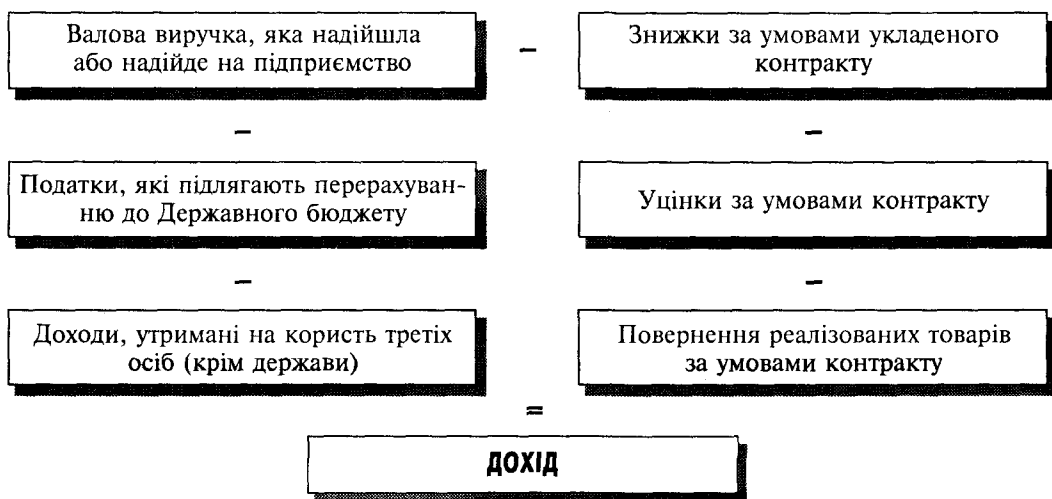 Валова виручка, яка надійшла
або надійде на підприємство
–
Знижки за умовами укладеного
контракту
–
–
Податки, які підлягають перерахуван-
ню до Державного бюджету
Уцінки за умовами контракту
–
–
Доходи, утримані на користь третіх
осіб (крім держави)
Повернення реалізованих товарів
за умовами контракту
=
ДОХІД